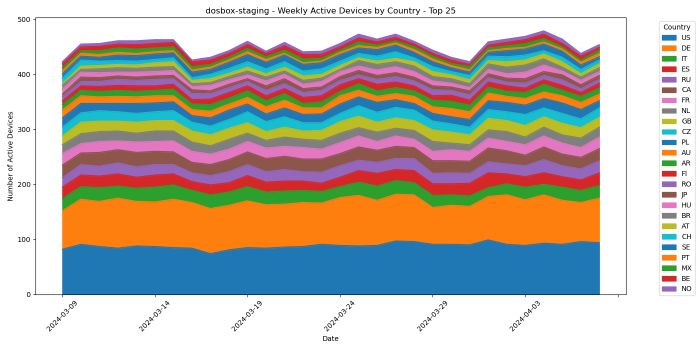 dosbox-staging - Weekly Active Devices by Country - Top 25
Number of Active Devices
500
400
300
200
100
0
2024-03-09
2024-03-14
2024-03-19
2024-03-24
2024-03-29
2024-04-03
Date
Country
US
DE
IT
ES
RU
CA
FR
NL
GB
CZ
PL
AU
AR
FI
RO
JP
HU
BR
AT
CH
SE
PT
MX
BE
NO